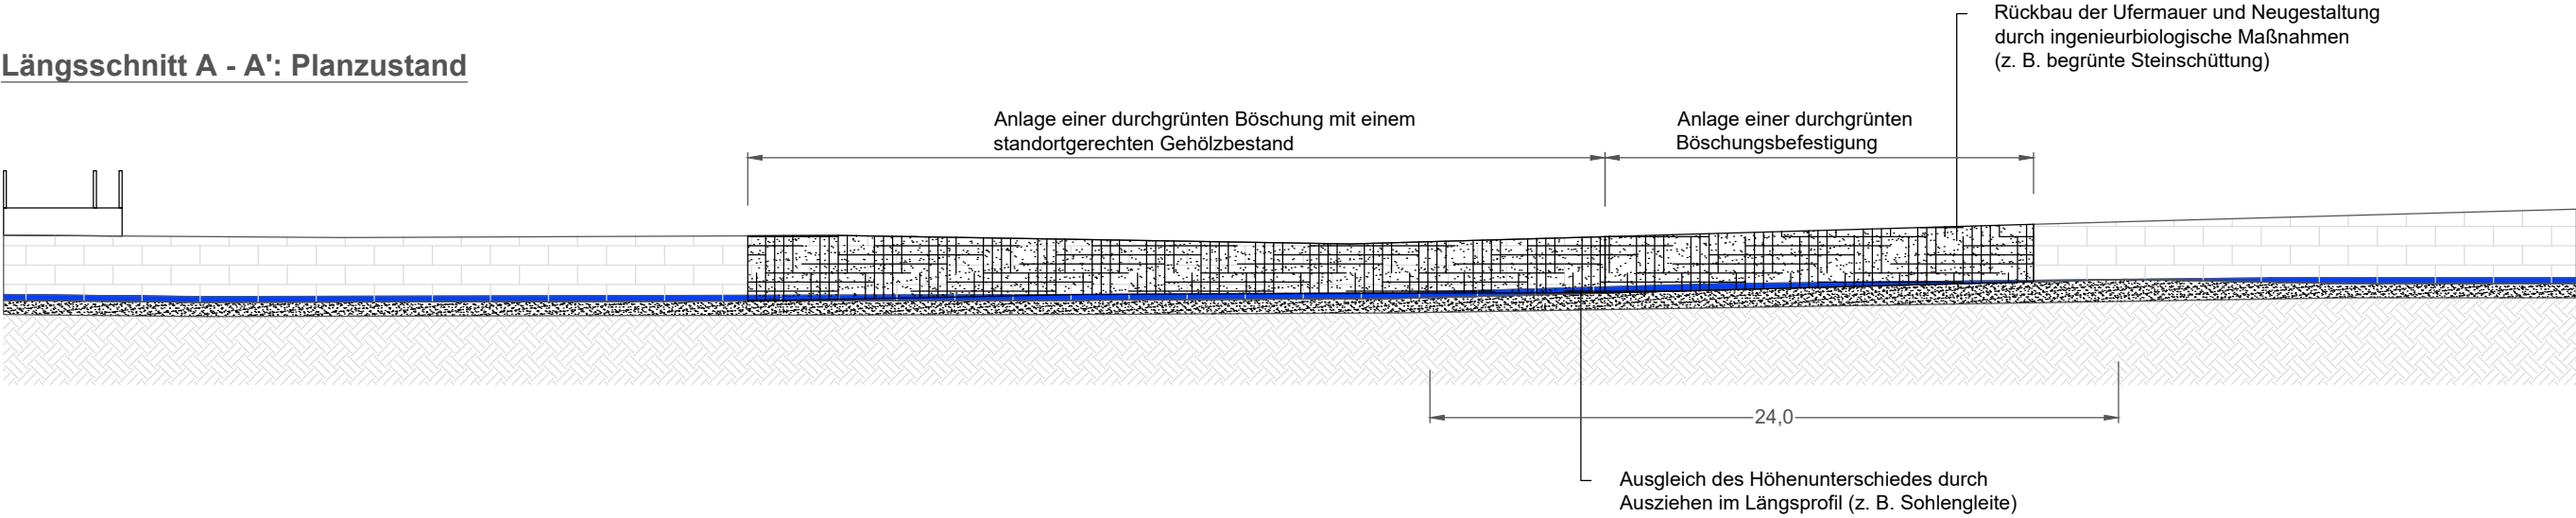 Rückbau der Ufermauer und Neugestaltung
durch ingenieurbiologische Maßnahmen
(z. B. begrünte Steinschüttung)
Längsschnitt A - A': Planzustand
Anlage einer durchgrünten Böschung mit einem
standortgerechten Gehölzbestand
Anlage einer durchgrünten
Böschungsbefestigung
24,0
Ausgleich des Höhenunterschiedes durch
Ausziehen im Längsprofil (z. B. Sohlengleite)